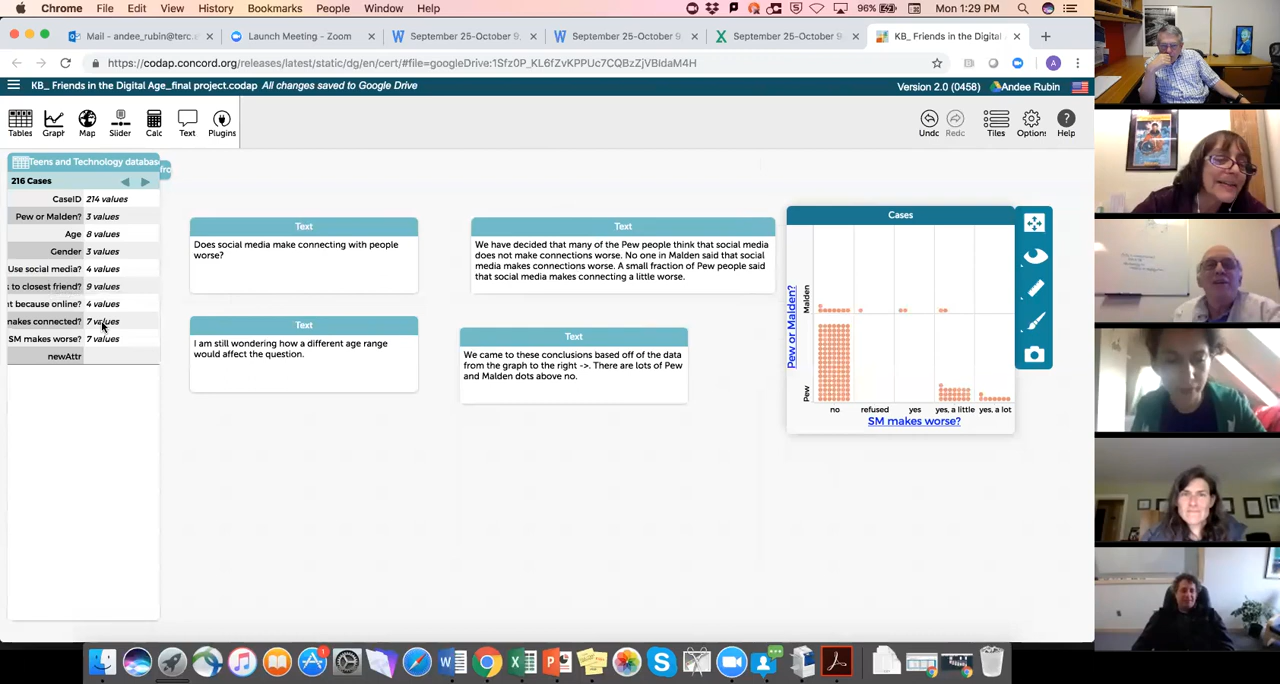 Chrome File Edit View History Bookmarks People Window Help
96% Mon 1:29 PM
Mail - andee_rubin@terc.e
Launch Meeting - Zoom
September 25-October 9.
September 25-October 9.
September 25-October 9.
KB_ Friends in the Digital
https://codap.concord.org/releases/latest/static/dg/en/cert/#file=googleDrive:1Sfz0P_KL6fZvKPPUc7CQBzZjVBidaM4H
KB_ Friends in the Digital Age_final project.codap All changes saved to Google Drive
Version 2.0 (0458) Andee Rubin
Tables Graph Map Slider Calc Text Plugins
Undo Redo Tiles Options Help
Teens and Technology databas
fro
216 Cases
CaseID 214 values
Pew or Malden? 3 values
Age 8 values
Gender 3 values
Use social media? 4 values
k to closest friend? 9 values
nt because online? 4 values
makes connected? 7 values
SM makes worse? 7 values
newAttr
Text
Does social media make connecting with people
worse?
Text
We have decided that many of the Pew people think that social media
does not make connections worse. No one in Malden said that social
media makes connections worse. A small fraction of Pew people said
that social media makes connecting a little worse.
Text
I am still wondering how a different age range
would affect the question.
Text
We came to these conclusions based off of the data
from the graph to the right ->. There are lots of Pew
and Malden dots above no.
Cases
Pew or Malden?
Malden
Pew
no refused yes yes, a little yes, a lot
SM makes worse?